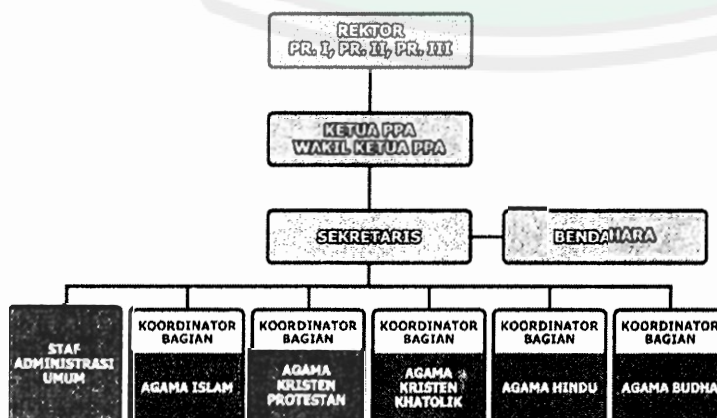 REKTOR
PR. I, PR. II, PR. III
KETUA PPA
WAKIL KETUA PPA
SEKRETARIS
BENDAHARA
STAF
ADMINISTRASI
UMUM
KOORDINATOR
BAGIAN
AGAMA ISLAM
KOORDINATOR
BAGIAN
AGAMA
KRISTEN
PROTESTAN
KOORDINATOR
BAGIAN
AGAMA
KRISTEN
KHATOLIK
KOORDINATOR
BAGIAN
AGAMA HINDU
KOORDINATOR
BAGIAN
AGAMA BUDHA